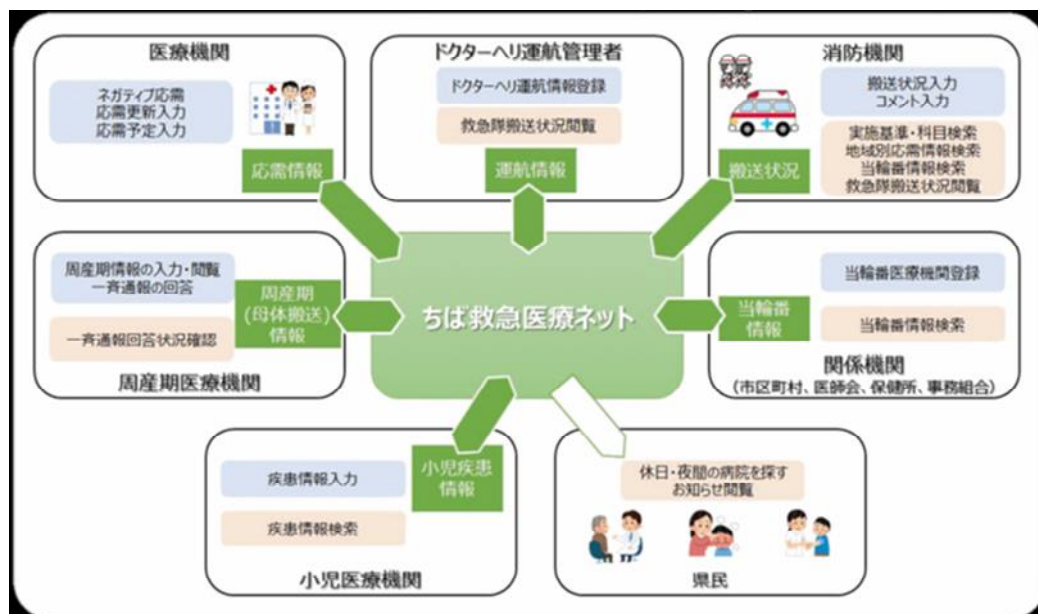 医療機関
ネガティブ応需
応需更新入力
応需予定入力
応需情報
ドクターヘリ運航管理者
ドクターヘリ運航情報登録
救急隊搬送状況閲覧
運航情報
消防機関
搬送状況入力
コメント入力
実施基準・科目検索
地域別応需情報検索
当輪番情報検索
救急隊搬送状況閲覧
搬送状況
周産期情報の入力・閲覧
一斉通報の回答
一斉通報回答状況確認
周産期
(母体搬送)
情報
周産期医療機関
ちば救急医療ネット
当輪番
情報
当輪番医療機関登録
当輪番情報検索
関係機関
(市区町村、医師会、保健所、事務組合)
疾患情報入力
疾患情報検索
小児疾患
情報
小児医療機関
休日・夜間の病院を探す
お知らせ閲覧
県民